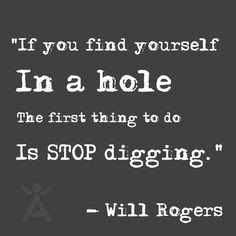 "If you find yourself
In a hole
The first thing to do
Is STOP digging."
– Will Rogers